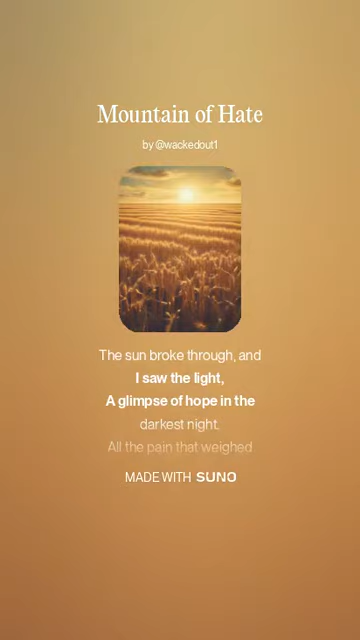 Mountain of Hate
by @wackedout1
The sun broke through, and
I saw the light,
A glimpse of hope in the
darkest night.
All the pain that weighed
MADE WITH SUNO